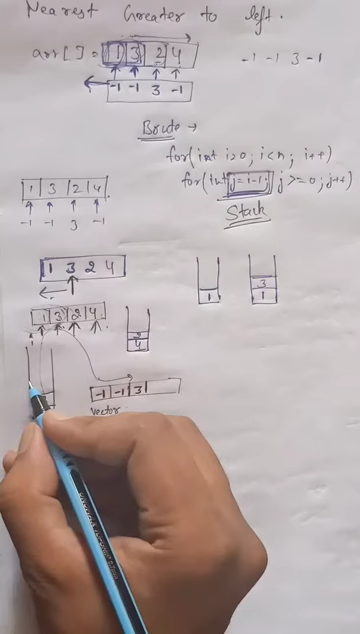 Nearest Greater to left.
arr[] = 1 3 2 4
-1 -1 3 -1
-1 -1 3 -1
Brute →
for(int i=0, i<n; i++)
for(int j=i-1; j>=0; j++)
Stack
1 3 2 4
-1 -1 3 -1
1 3 2 4
1
3
1
1 3 2 4
4
-1 -1 3
vector